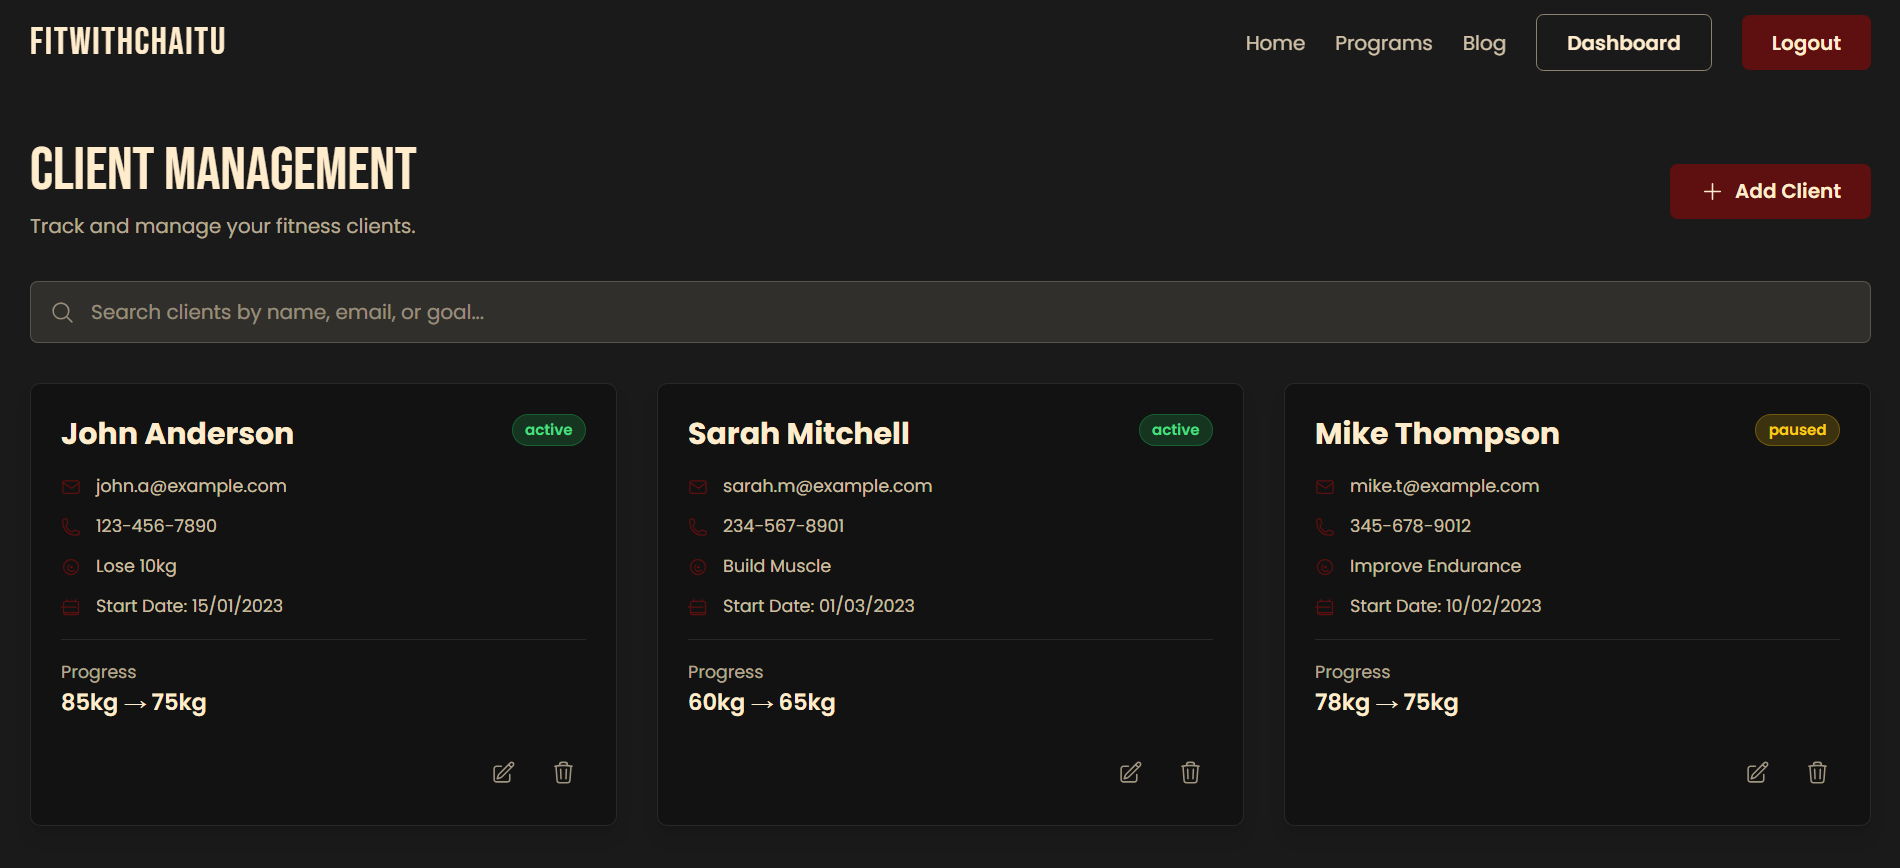 FITWITHCHAITU
Home Programs Blog Dashboard Logout
CLIENT MANAGEMENT
Track and manage your fitness clients.
Add Client
Search clients by name, email, or goal...
John Anderson
active
john.a@example.com
123-456-7890
Lose 10kg
Start Date: 15/01/2023
Progress
85kg → 75kg
Sarah Mitchell
active
sarah.m@example.com
234-567-8901
Build Muscle
Start Date: 01/03/2023
Progress
60kg → 65kg
Mike Thompson
paused
mike.t@example.com
345-678-9012
Improve Endurance
Start Date: 10/02/2023
Progress
78kg → 75kg